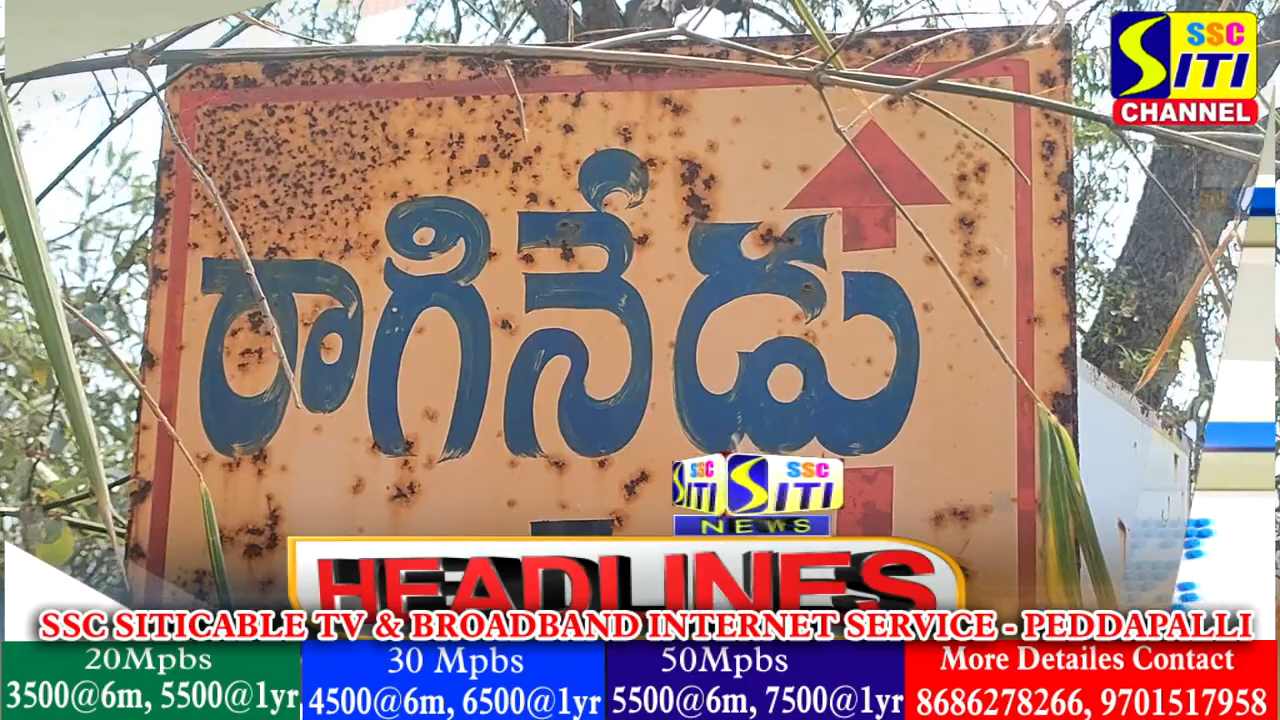 SSC
SITI
CHANNEL
రాగినేడు
SSC
SITI
SSC
SITI
NEWS
HEADLINES
SSC SITICABLE TV & BROADBAND INTERNET SERVICE - PEDDAPALLI
20Mpbs
3500@6m, 5500@1yr
30 Mpbs
4500@6m, 6500@1yr
50Mpbs
5500@6m, 7500@1yr
More Detailes Contact
8686278266, 9701517958